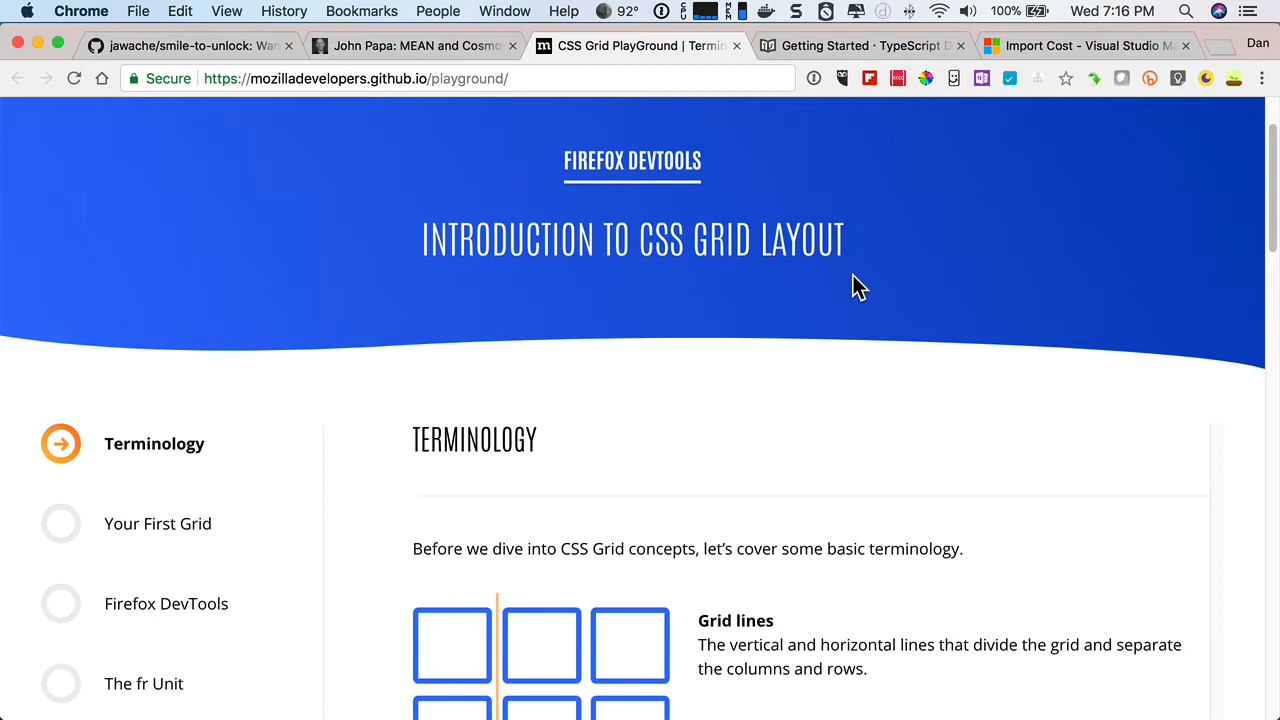 Chrome File Edit View History Bookmarks People Window Help 92° 100% Wed 7:16 PM
jawache/smile-to-unlock: Wa
John Papa: MEAN and Cosmo
CSS Grid PlayGround | Termin
Getting Started · TypeScript D
Import Cost - Visual Studio M
Dan
Secure https://mozilladevelopers.github.io/playground/
FIREFOX DEVTOOLS
INTRODUCTION TO CSS GRID LAYOUT
Terminology
Your First Grid
Firefox DevTools
The fr Unit
TERMINOLOGY
Before we dive into CSS Grid concepts, let's cover some basic terminology.
Grid lines
The vertical and horizontal lines that divide the grid and separate
the columns and rows.